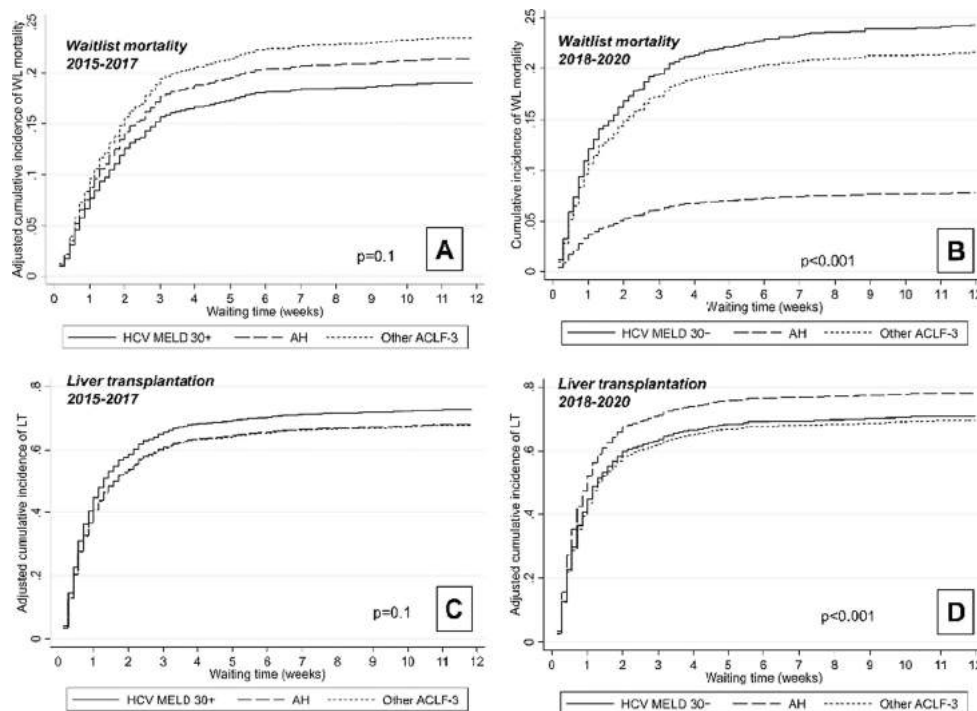 Waitlist mortality
2015-2017
Adjusted cumulative incidence of WL mortality
0 .05 .1 .15 .2 .25
p=0.1
A
0 1 2 3 4 5 6 7 8 9 10 11 12
Waiting time (weeks)
HCV MELD 30+ AH Other ACLF-3
Waitlist mortality
2018-2020
Cumulative incidence of WL mortality
0 .05 .1 .15 .2 .25
p<0.001
B
0 1 2 3 4 5 6 7 8 9 10 11 12
Waiting time (weeks)
HCV MELD 30− AH Other ACLF-3
Liver transplantation
2015-2017
Adjusted cumulative incidence of LT
0 .2 .4 .6 .8
p=0.1
C
0 1 2 3 4 5 6 7 8 9 10 11 12
Waiting time (weeks)
HCV MELD 30+ AH Other ACLF-3
Liver transplantation
2018-2020
Adjusted cumulative incidence of LT
0 .2 .4 .6 .8
p<0.001
D
0 1 2 3 4 5 6 7 8 9 10 11 12
Waiting time (weeks)
HCV MELD 30− AH Other ACLF-3